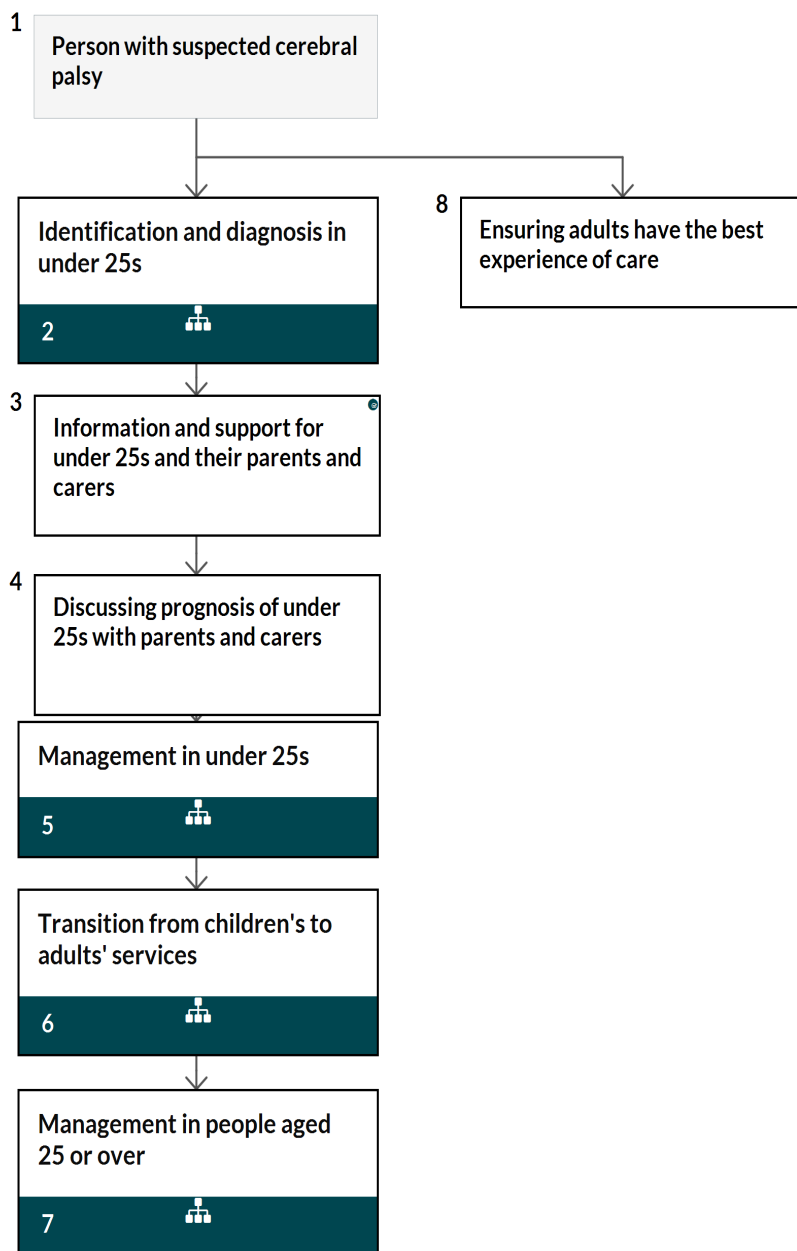 1
Person with suspected cerebral
palsy
Identification and diagnosis in
under 25s
2
8
Ensuring adults have the best
experience of care
3
Information and support for
under 25s and their parents and
carers
4
Discussing prognosis of under
25s with parents and carers
Management in under 25s
5
Transition from children's to
adults' services
6
Management in people aged
25 or over
7